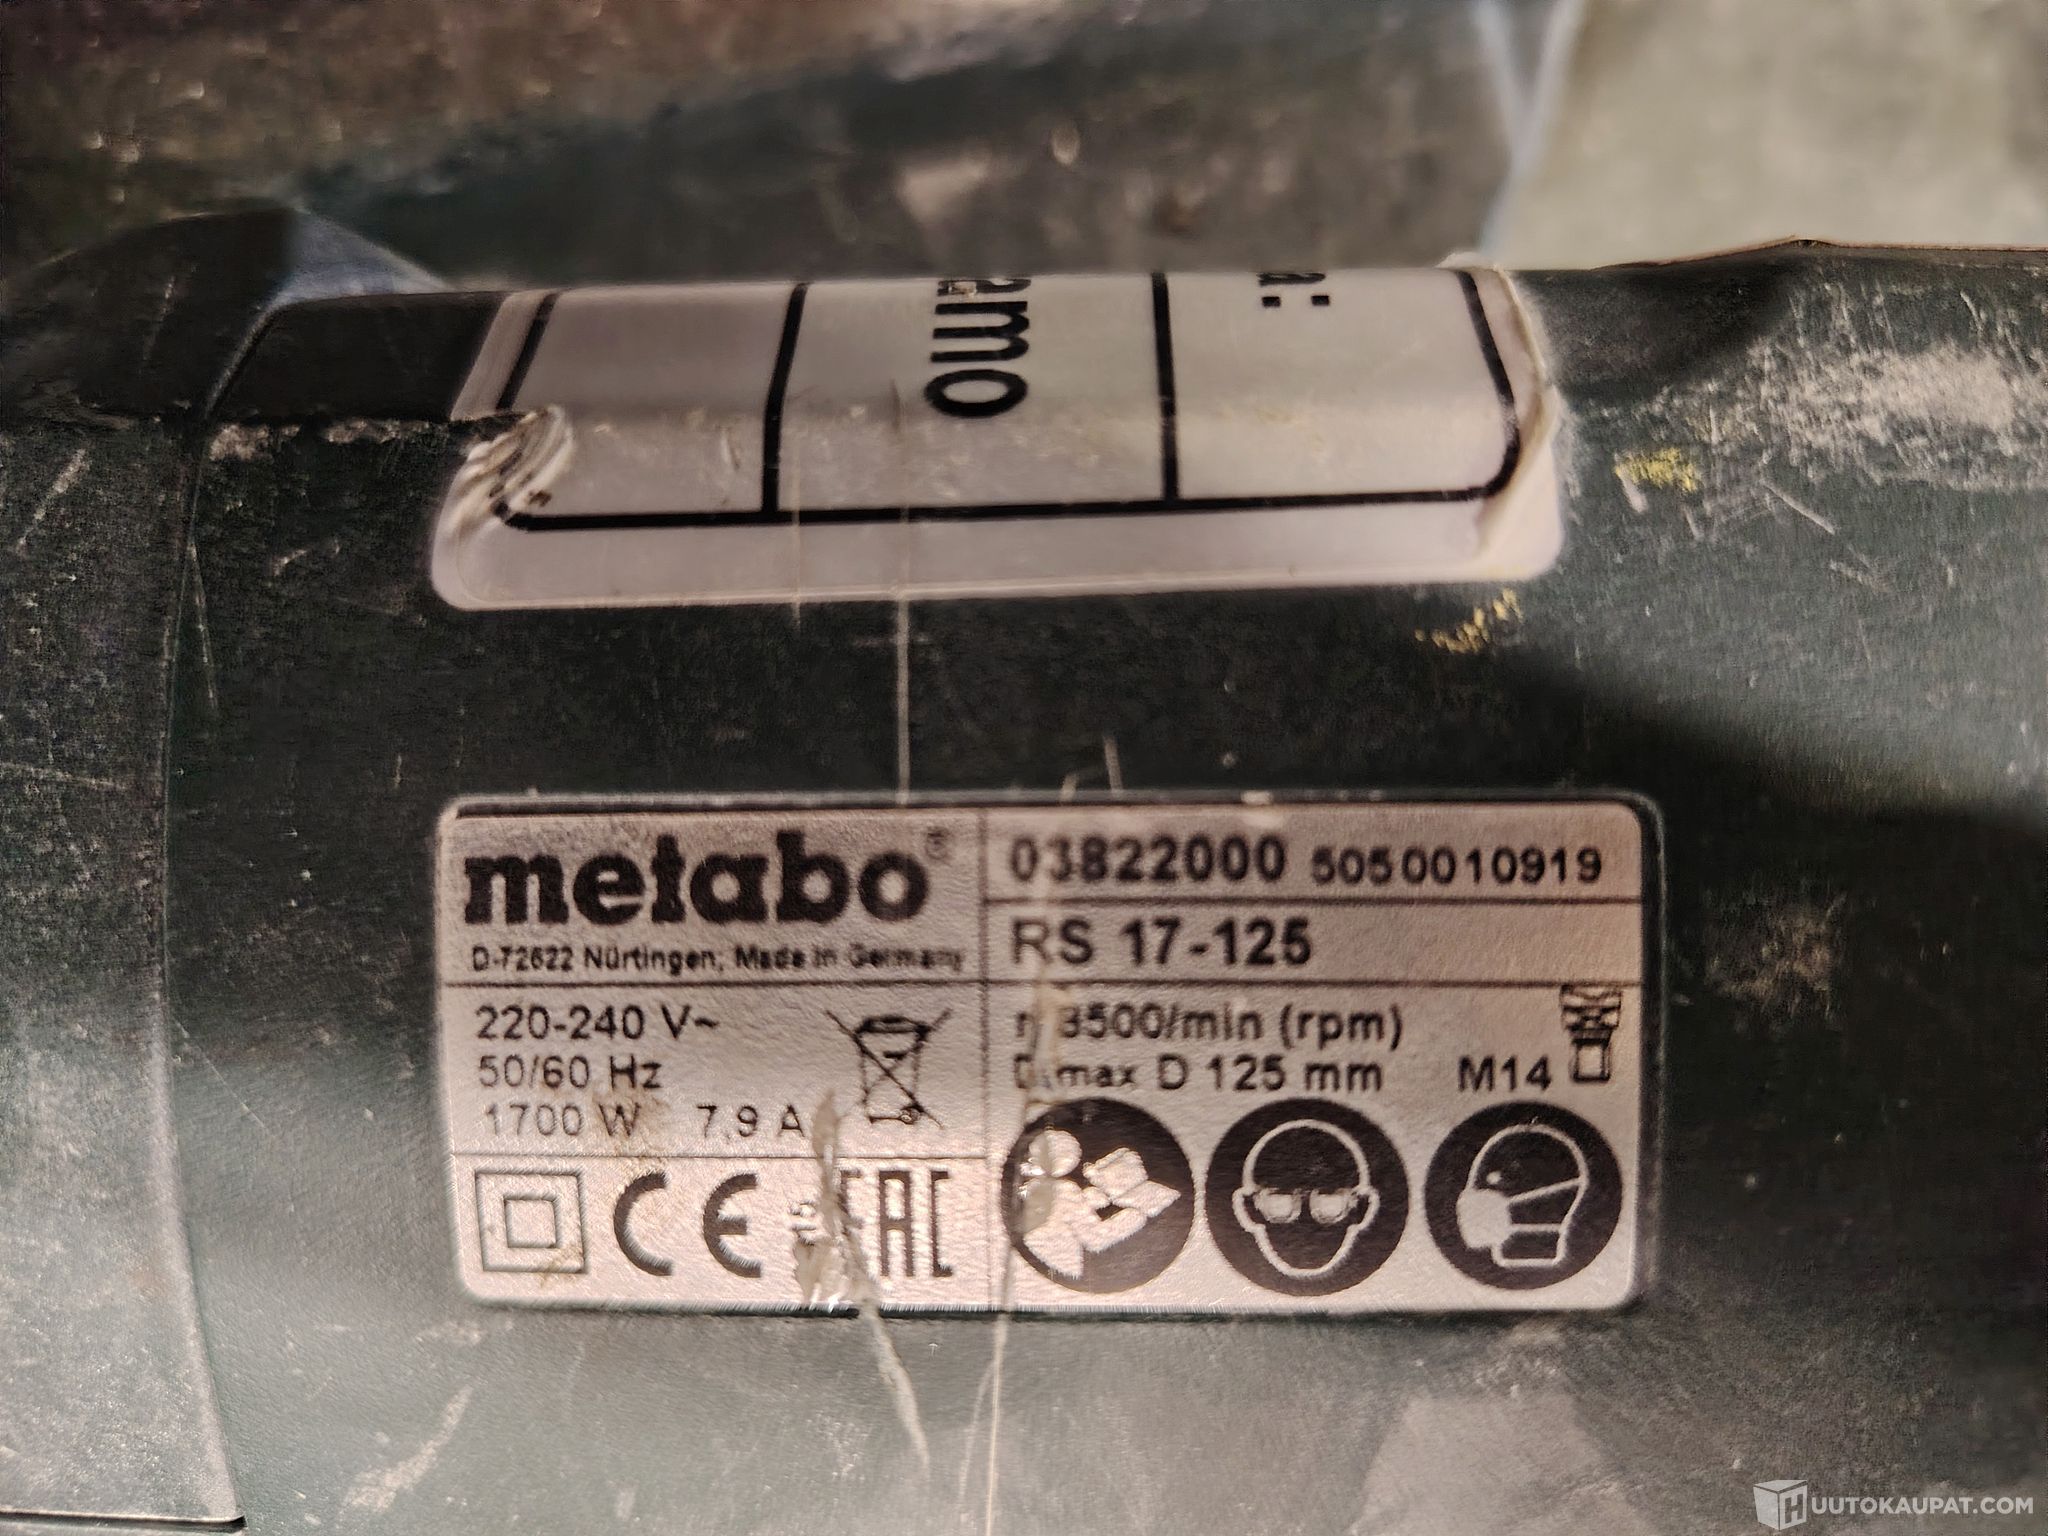 a:
amo
metabo®
D-72622 Nürtingen, Made in Germany
03822000 5050010919
RS 17-125
220-240 V~
50/60 Hz
1700 W 7,9 A
n 8500/min (rpm)
max D 125 mm M14
CE 15 EAC
HUUTOKAUPAT.COM